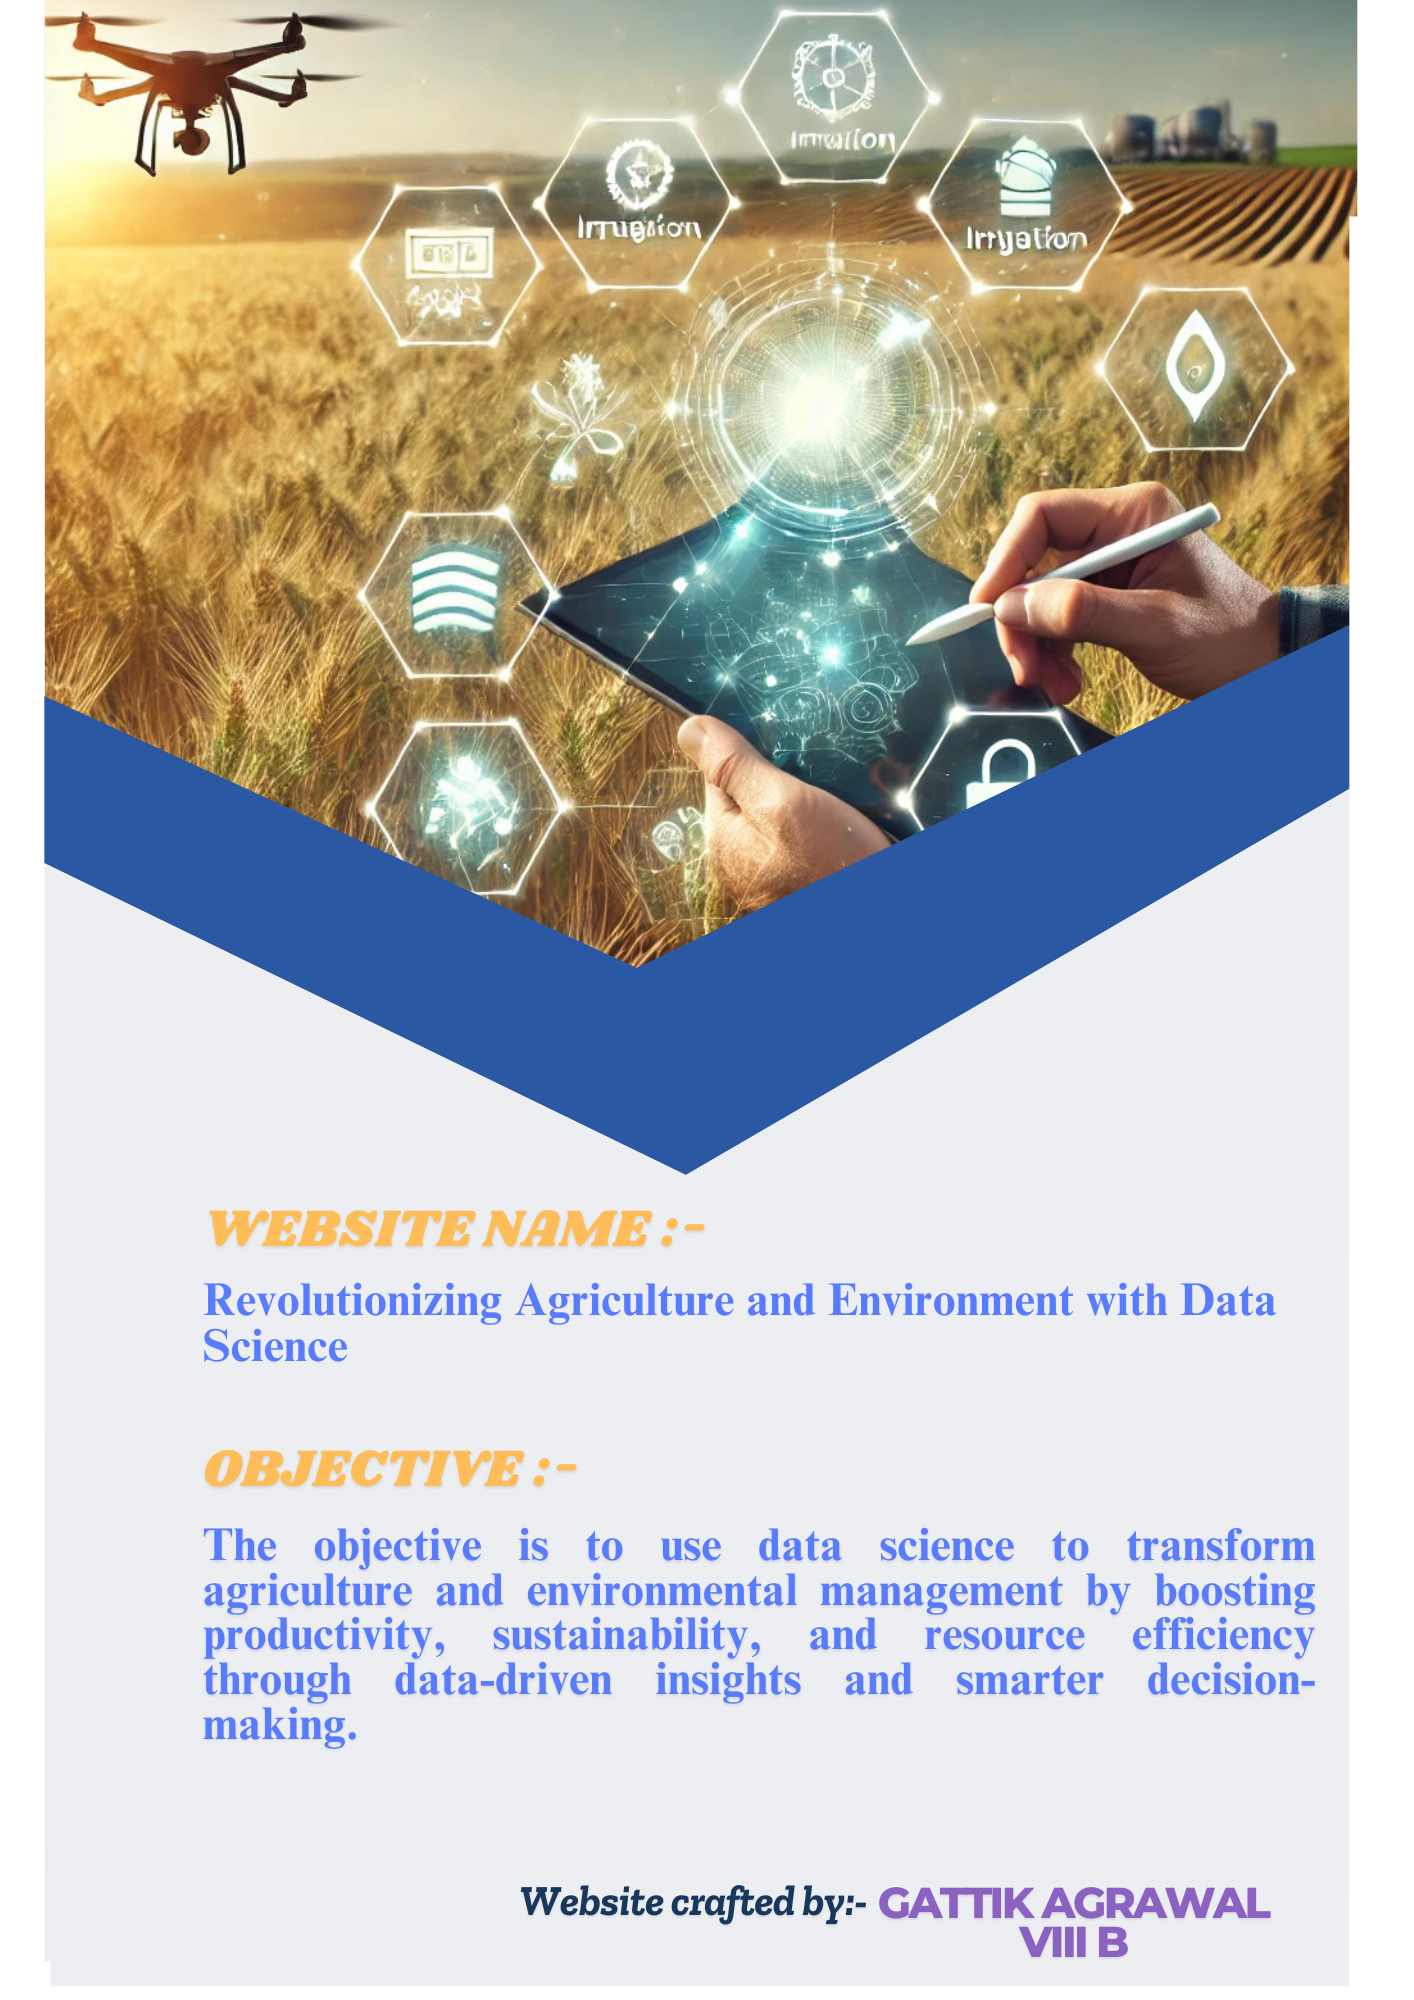 Irrugation
Irryation
WEBSITE NAME :-
Revolutionizing Agriculture and Environment with Data
Science
OBJECTIVE :-
The objective is to use data science to transform
agriculture and environmental management by boosting
productivity, sustainability, and resource efficiency
through data-driven insights and smarter decision-
making.
Website crafted by:- GATTIK AGRAWAL
VIII B